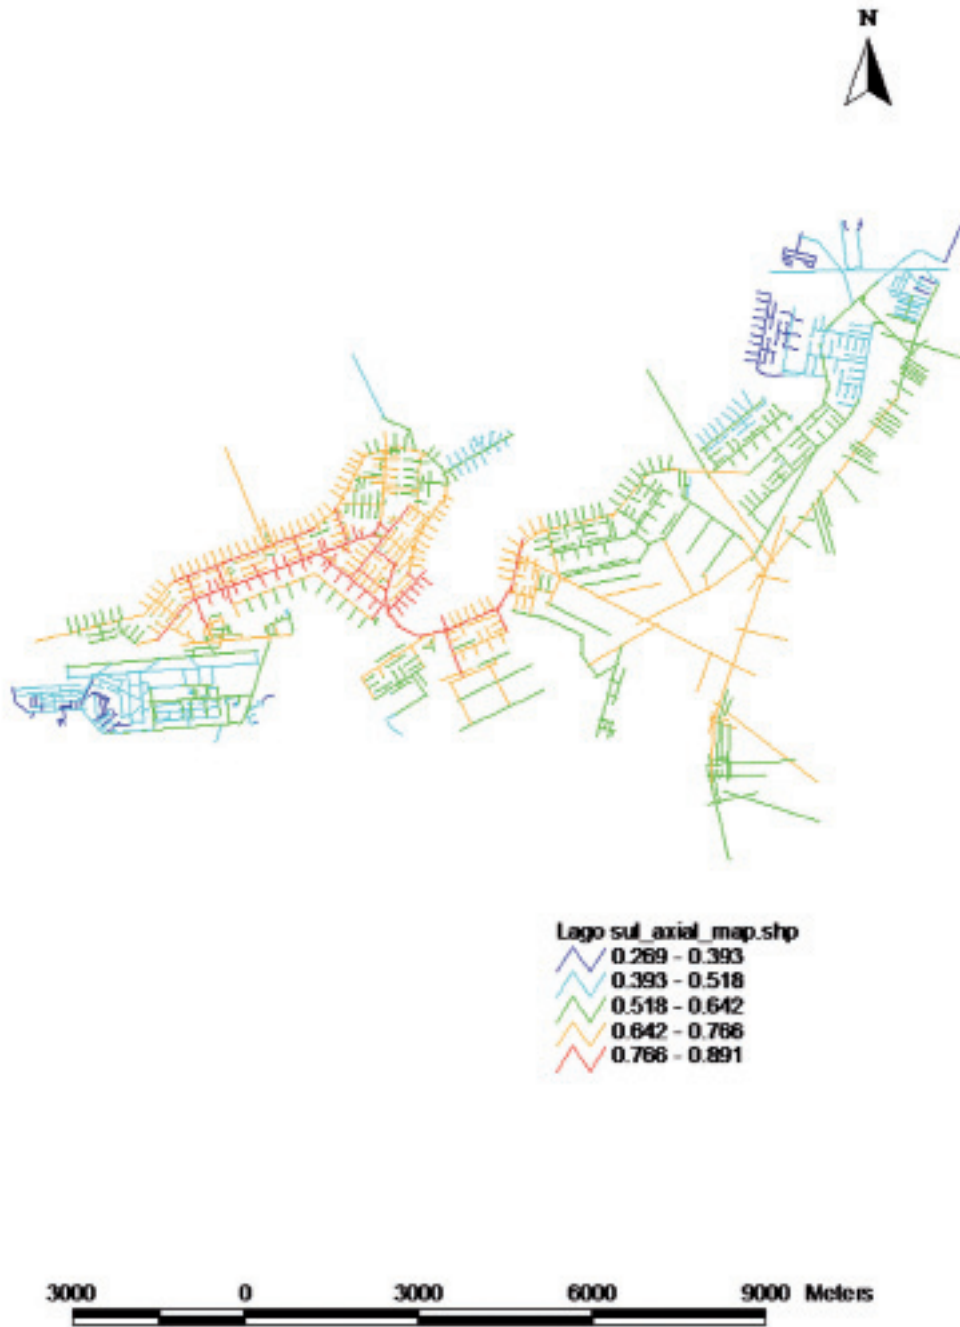 N
Lago sul_axial_map.shp
0.269 - 0.393
0.393 - 0.518
0.518 - 0.642
0.642 - 0.766
0.766 - 0.891
3000 0 3000 6000 9000 Meters